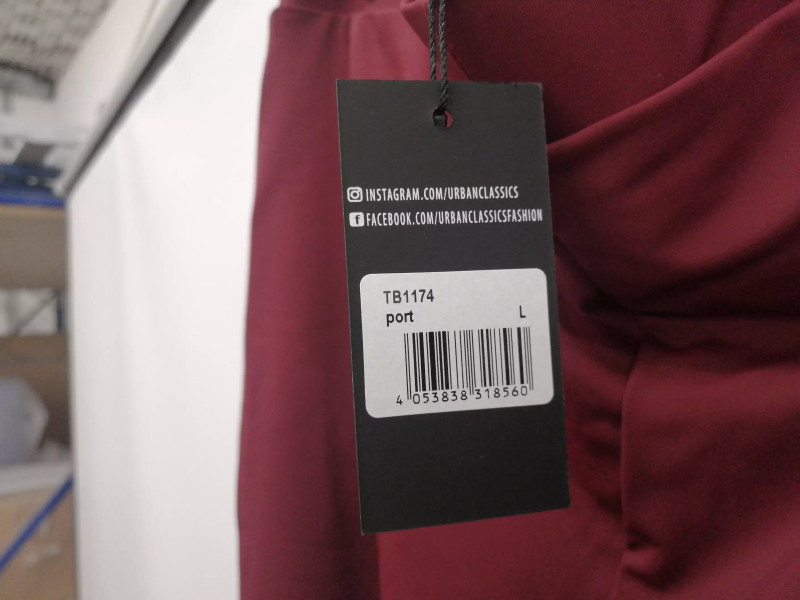 INSTAGRAM.COM/URBANCLASSICS
FACEBOOK.COM/URBANCLASSICSFASHION
TB1174
port L
4 053838 318560